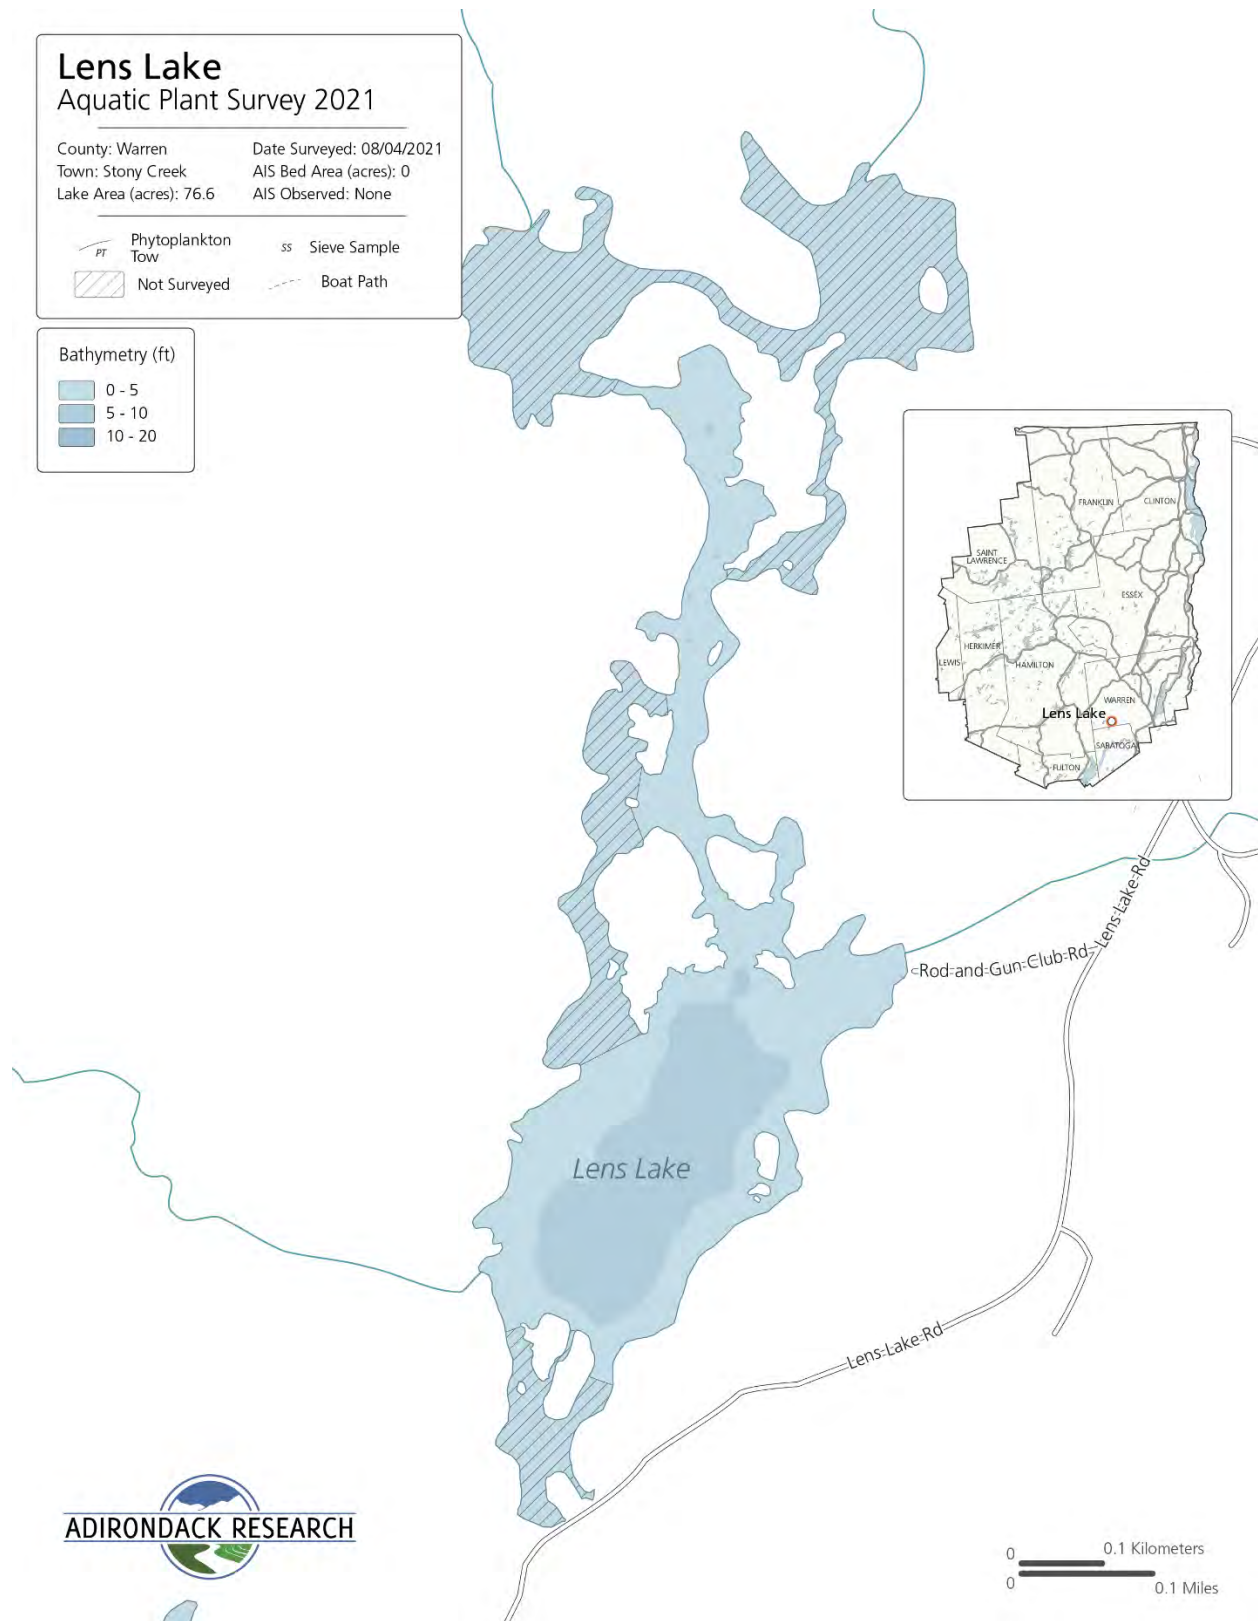 Lens Lake
Aquatic Plant Survey 2021
County: Warren
Date Surveyed: 08/04/2021
Town: Stony Creek
AIS Bed Area (acres): 0
Lake Area (acres): 76.6
AIS Observed: None
PT
Phytoplankton
Tow
ss Sieve Sample
Not Surveyed
Boat Path
Bathymetry (ft)
0 - 5
5 - 10
10 - 20
FRANKLIN
CLINTON
SAINT
LAWRENCE
ESSEX
HERKIMER
LEWIS
HAMILTON
WARREN
Lens Lake
SARATOGA
FULTON
Lens-Lake-Rd
Rod-and-Gun-Club-Rd
Lens Lake
Lens-Lake-Rd
ADIRONDACK RESEARCH
0 0.1 Kilometers
0 0.1 Miles